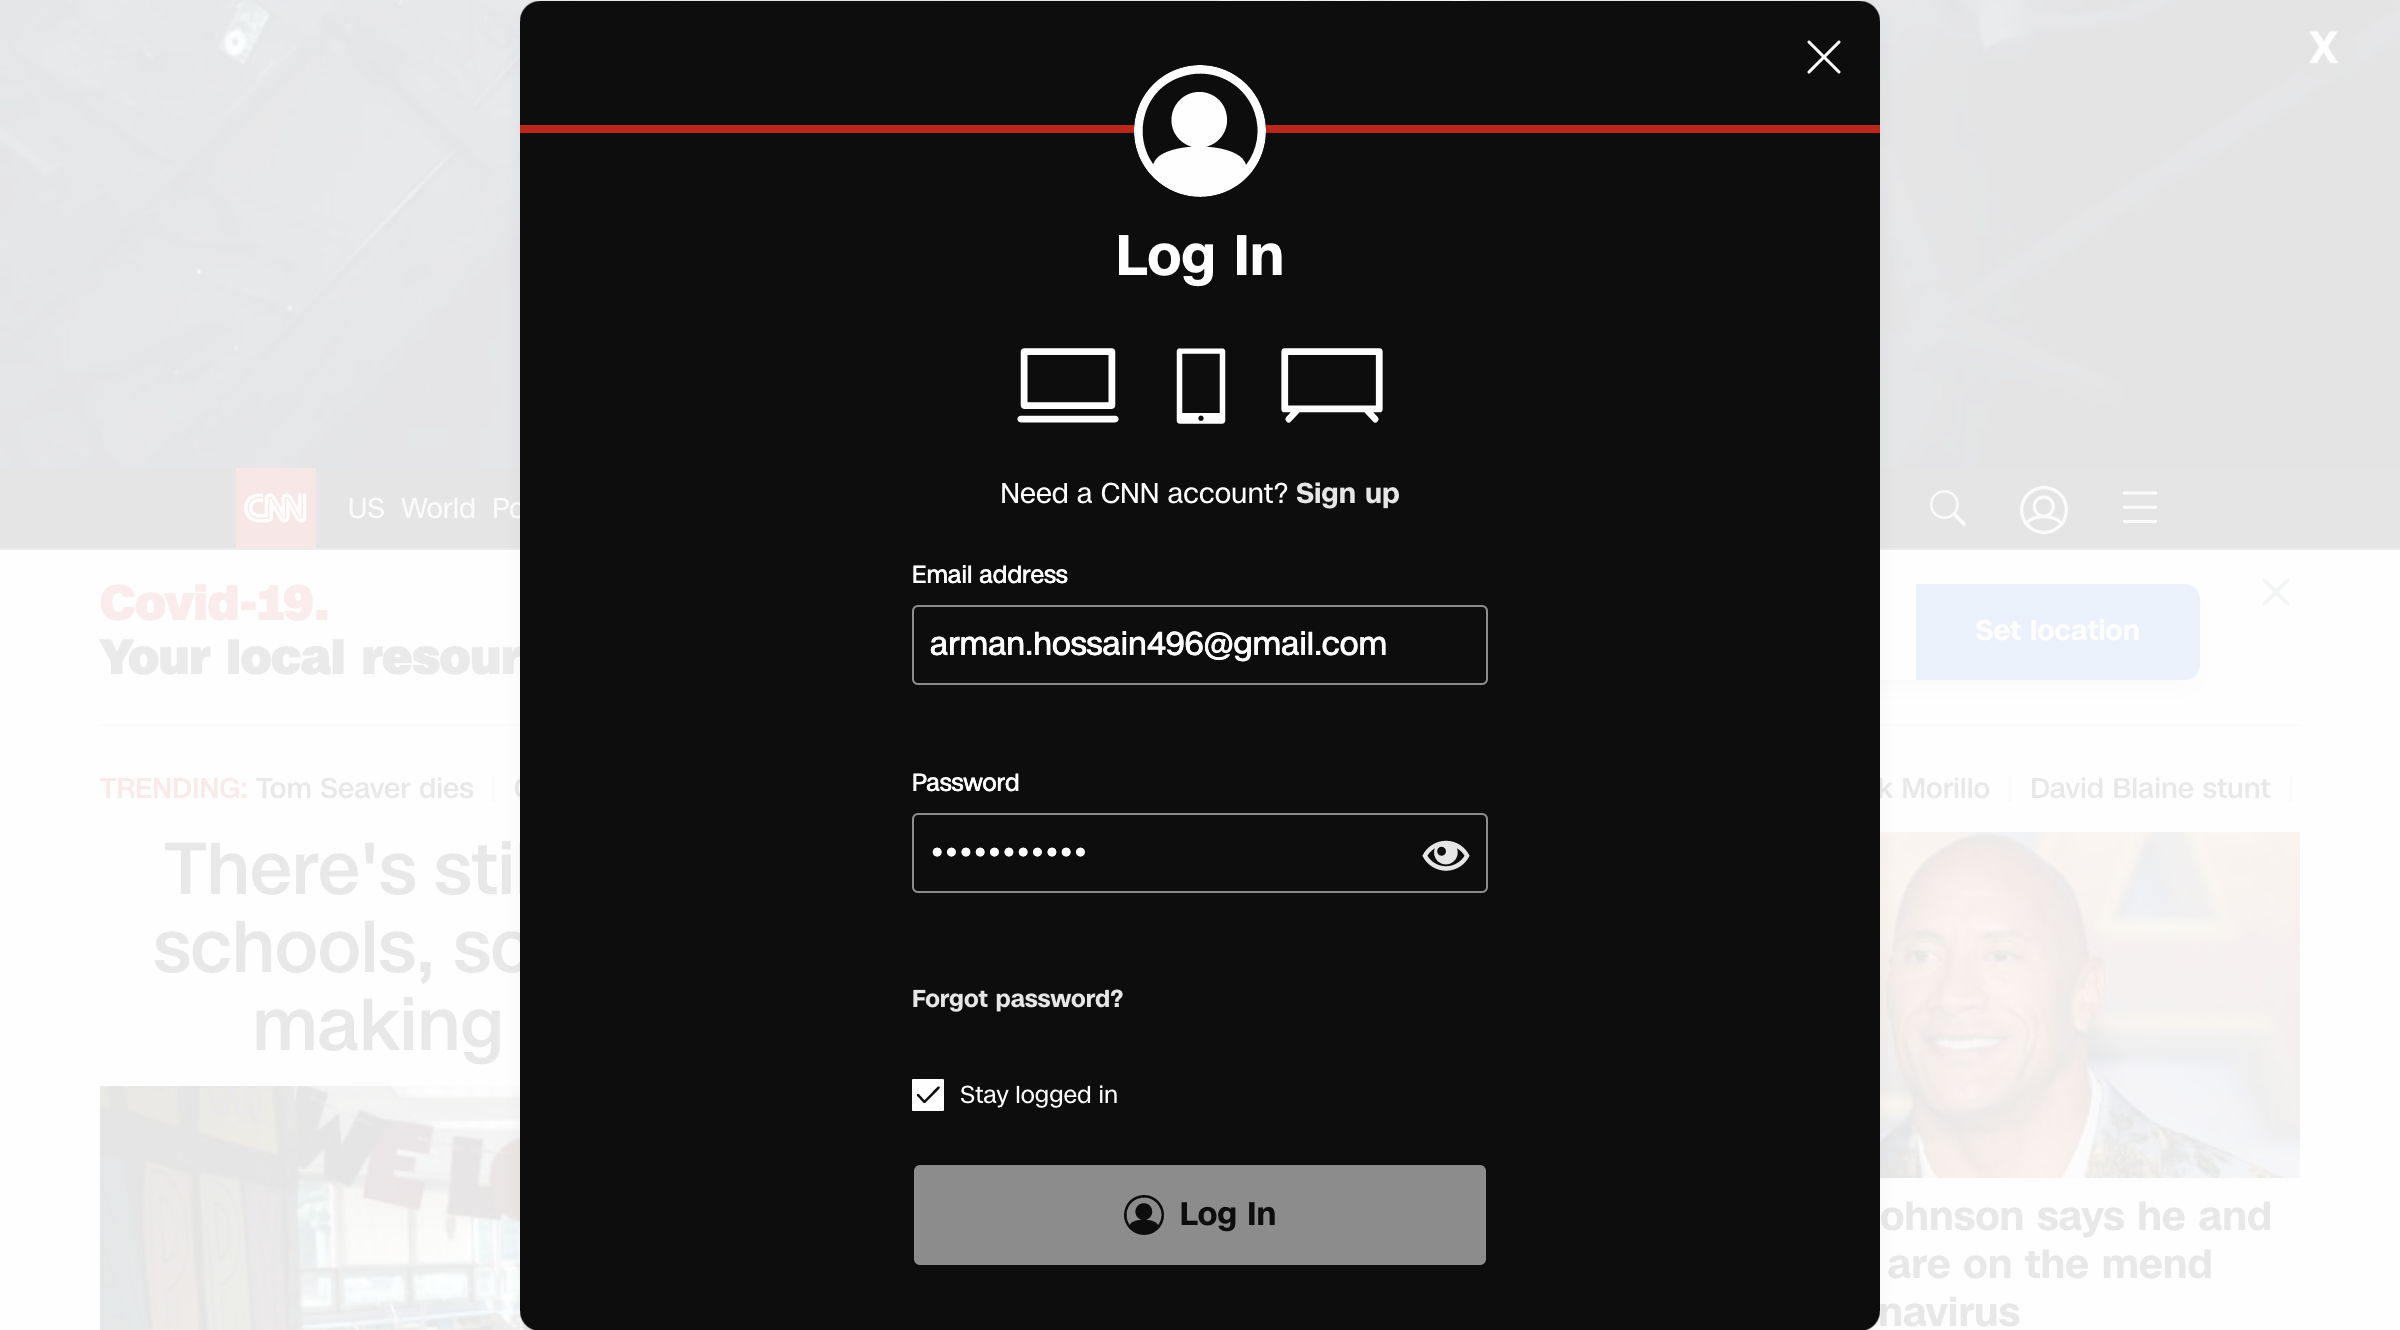 X
Log In
Need a CNN account? Sign up
CNN US World Po
Email address
arman.hossain496@gmail.com
Covid-19.
Your local resour
Set location
Password
•••••••••••
TRENDING: Tom Seaver dies
k Morillo
David Blaine stunt
There's sti
schools, so
making
Forgot password?
Stay logged in
Log In
WEL
ohnson says he and
are on the mend
navirus